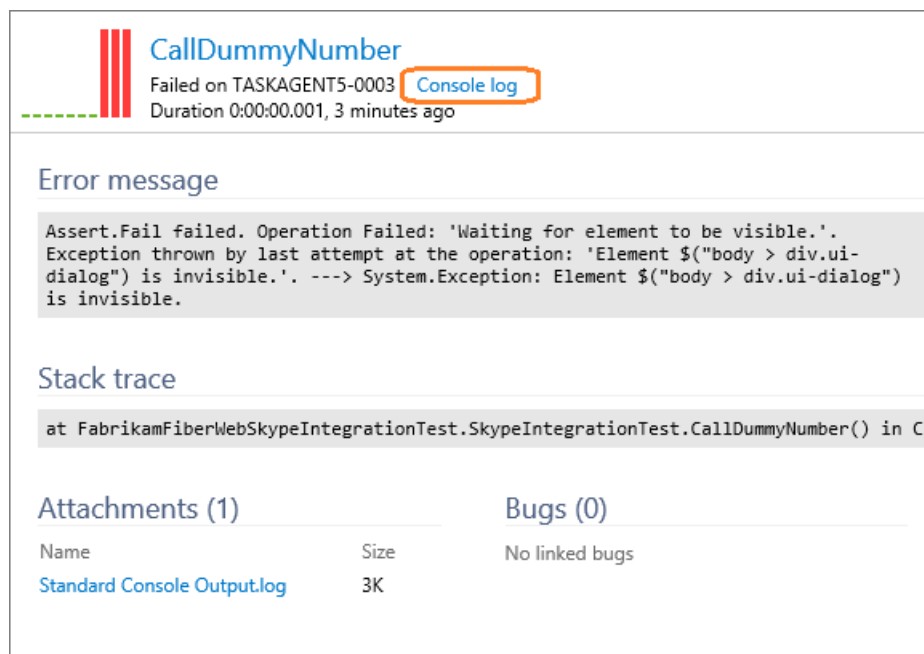 CallDummyNumber
Failed on TASKAGENT5-0003 Console log
Duration 0:00:00.001, 3 minutes ago
Error message
Assert.Fail failed. Operation Failed: 'Waiting for element to be visible.'.
Exception thrown by last attempt at the operation: 'Element $("body > div.ui-
dialog") is invisible.'. ---> System.Exception: Element $("body > div.ui-dialog")
is invisible.
Stack trace
at FabrikamFiberWebSkypeIntegrationTest.SkypeIntegrationTest.CallDummyNumber() in C
Attachments (1)
Bugs (0)
Name Size
No linked bugs
Standard Console Output.log 3K